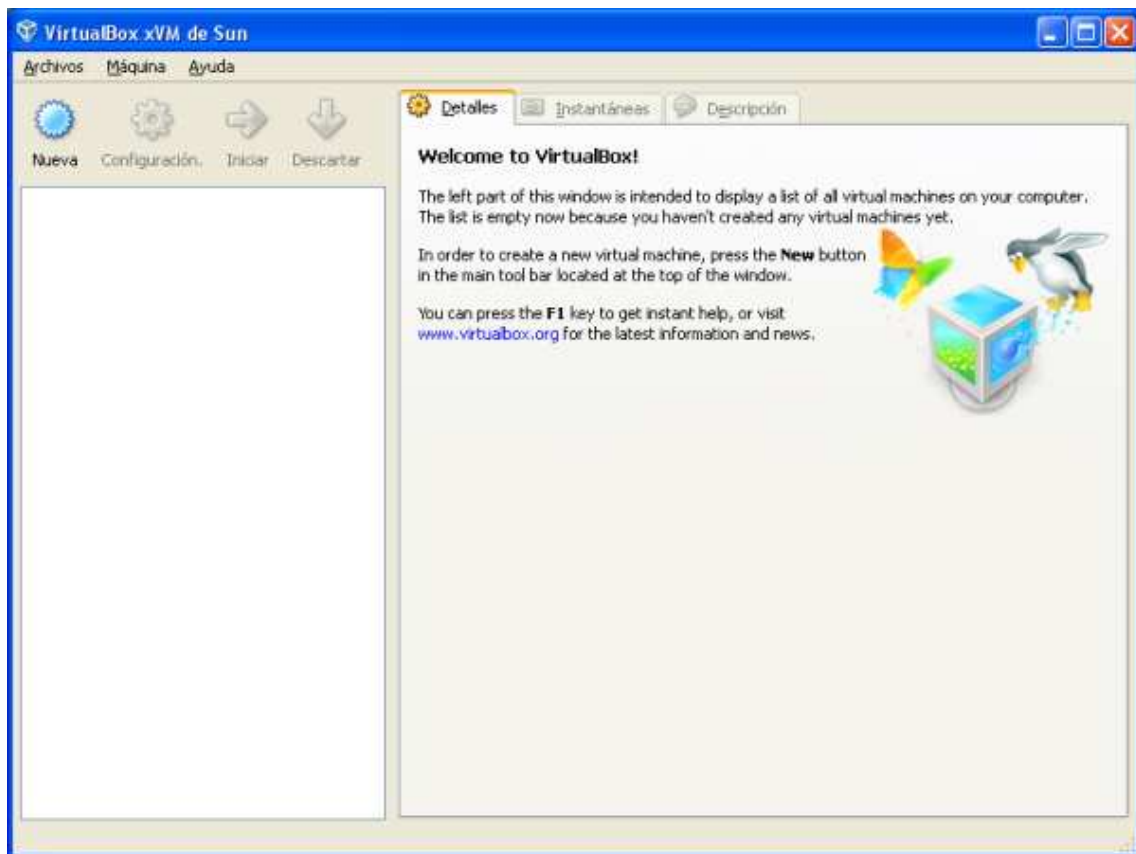 VirtualBox xVM de Sun
Archivos Máquina Ayuda
Nueva Configuración. Iniciar Descartar
Detalles Instantáneas Descripción
Welcome to VirtualBox!
The left part of this window is intended to display a list of all virtual machines on your computer.
The list is empty now because you haven't created any virtual machines yet.
In order to create a new virtual machine, press the New button
in the main tool bar located at the top of the window.
You can press the F1 key to get instant help, or visit
www.virtualbox.org for the latest information and news.